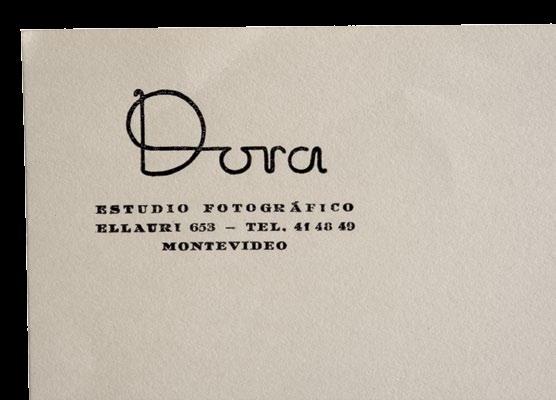 Dora
ESTUDIO FOTOGRÁFICO
ELLAURI 653 – TEL. 41 48 49
MONTEVIDEO